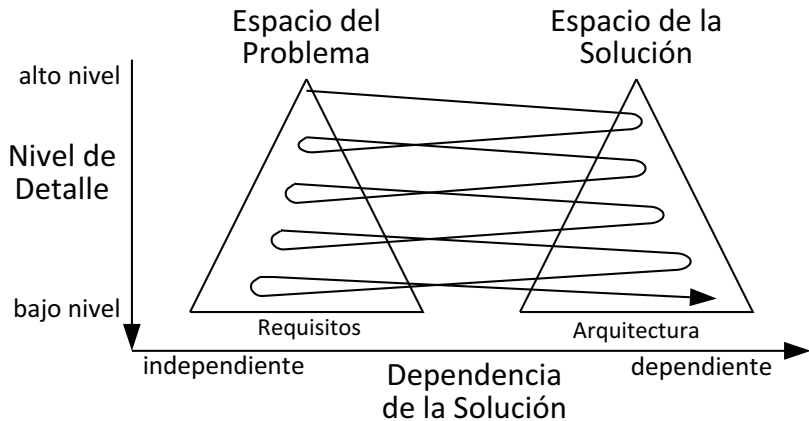 Espacio del
Problema
Espacio de la
Solución
alto nivel
Nivel de
Detalle
bajo nivel
Requisitos
Arquitectura
independiente
dependiente
Dependencia
de la Solución